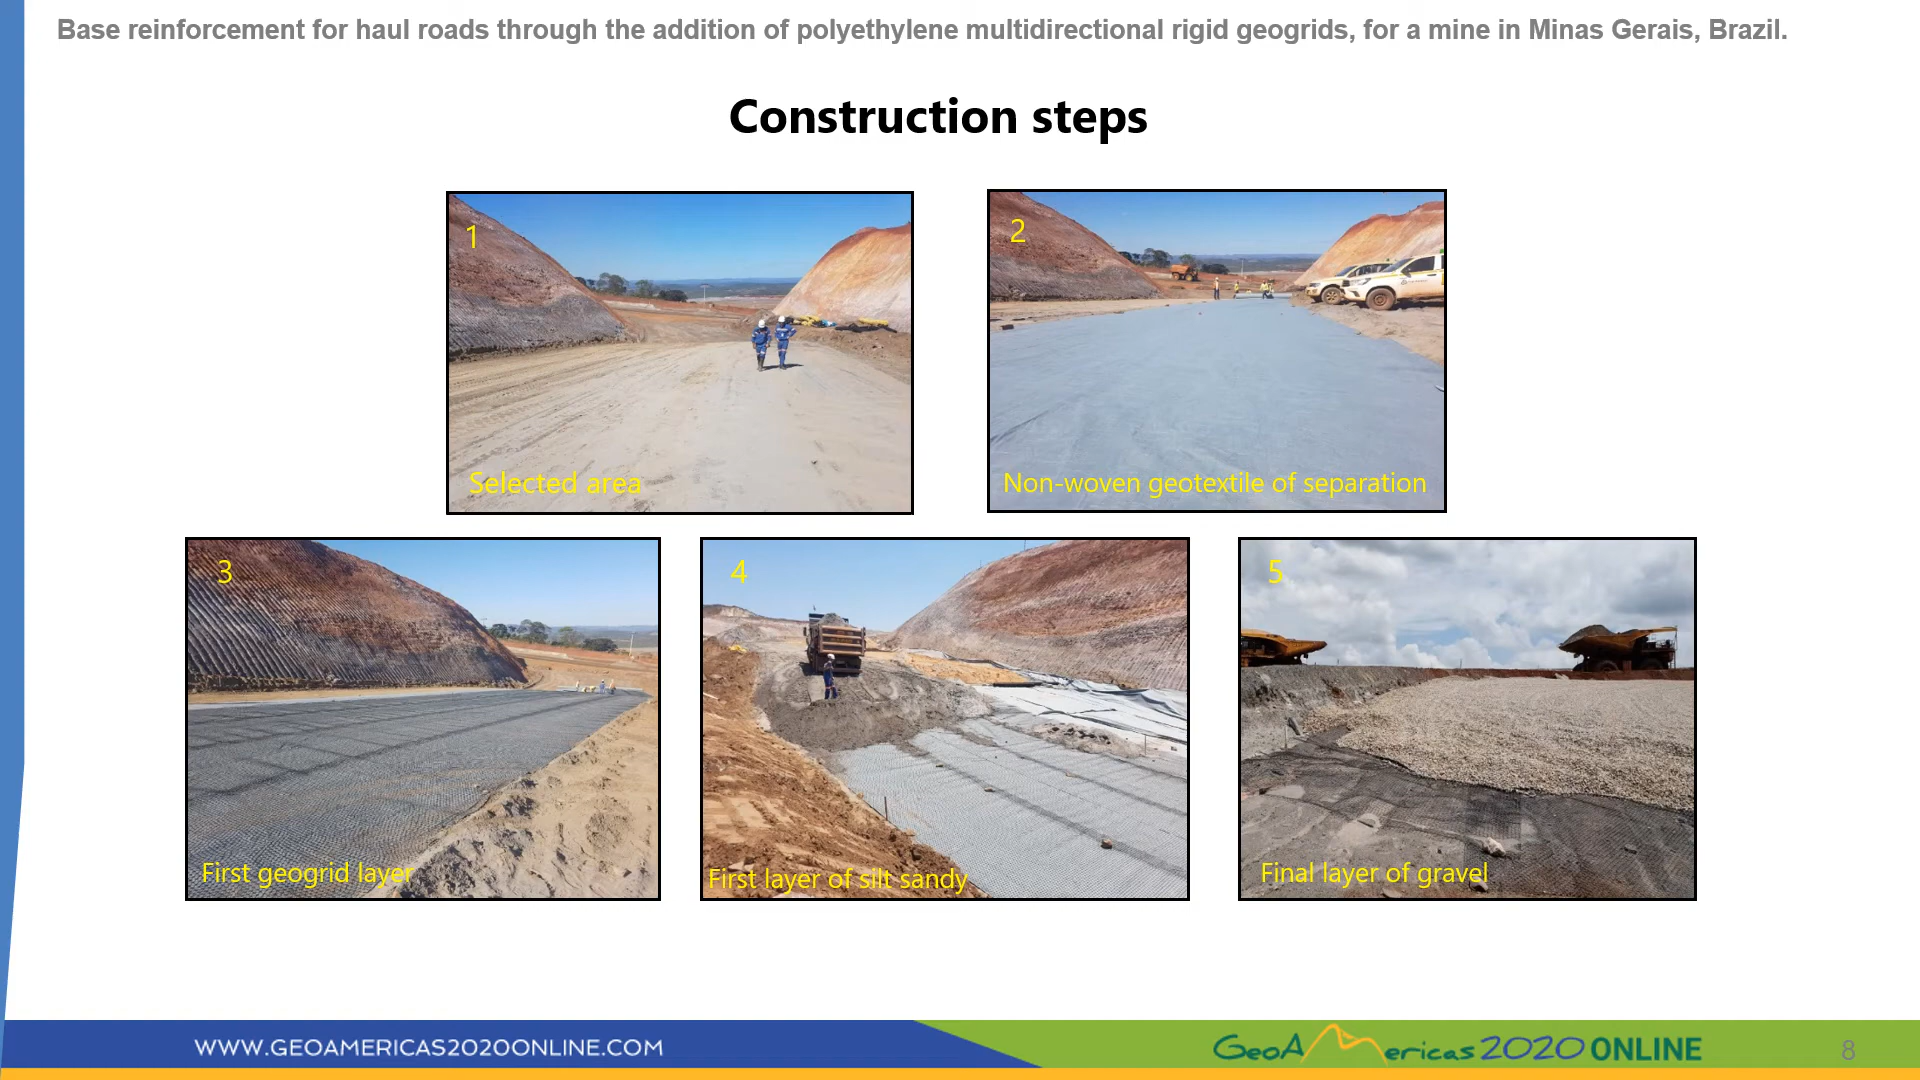 Base reinforcement for haul roads through the addition of polyethylene multidirectional rigid geogrids, for a mine in Minas Gerais, Brazil.
Construction steps
1
Selected area
2
Non-woven geotextile of separation
3
First geogrid layer
4
First layer of silt sandy
5
Final layer of gravel
WWW.GEOAMERICAS2020ONLINE.COM
GeoAmericas 2020 ONLINE
8